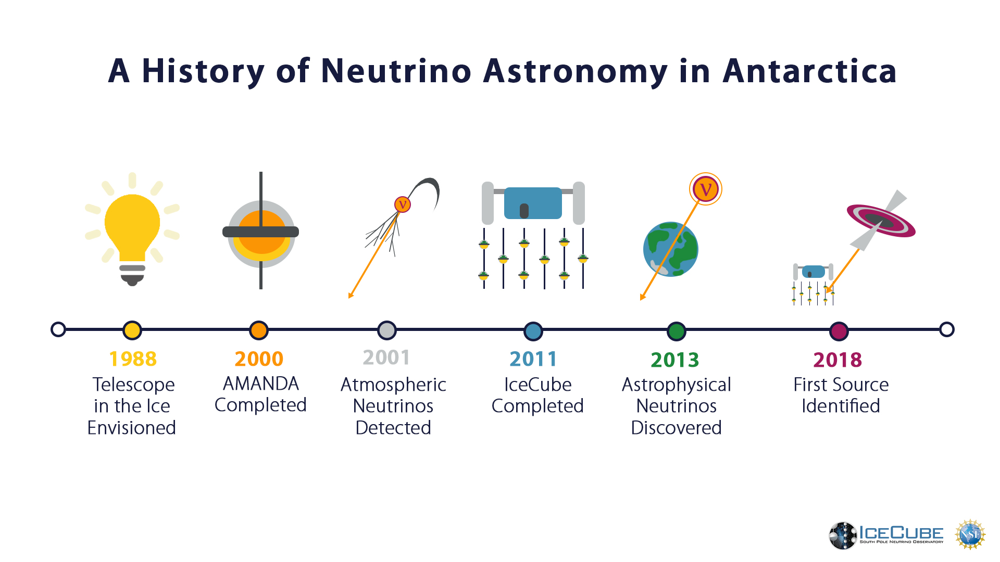 A History of Neutrino Astronomy in Antarctica
ν
ν
1988
Telescope
in the Ice
Envisioned
2000
AMANDA
Completed
2001
Atmospheric
Neutrinos
Detected
2011
IceCube
Completed
2013
Astrophysical
Neutrinos
Discovered
2018
First Source
Identified
ICECUBE
SOUTH POLE NEUTRINO OBSERVATORY
NSF